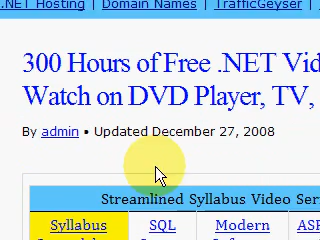 .NET Hosting | Domain Names | TrafficGeyser |
300 Hours of Free .NET Vid
Watch on DVD Player, TV,
By admin • Updated December 27, 2008
Streamlined Syllabus Video Seri
Syllabus SQL Modern ASP